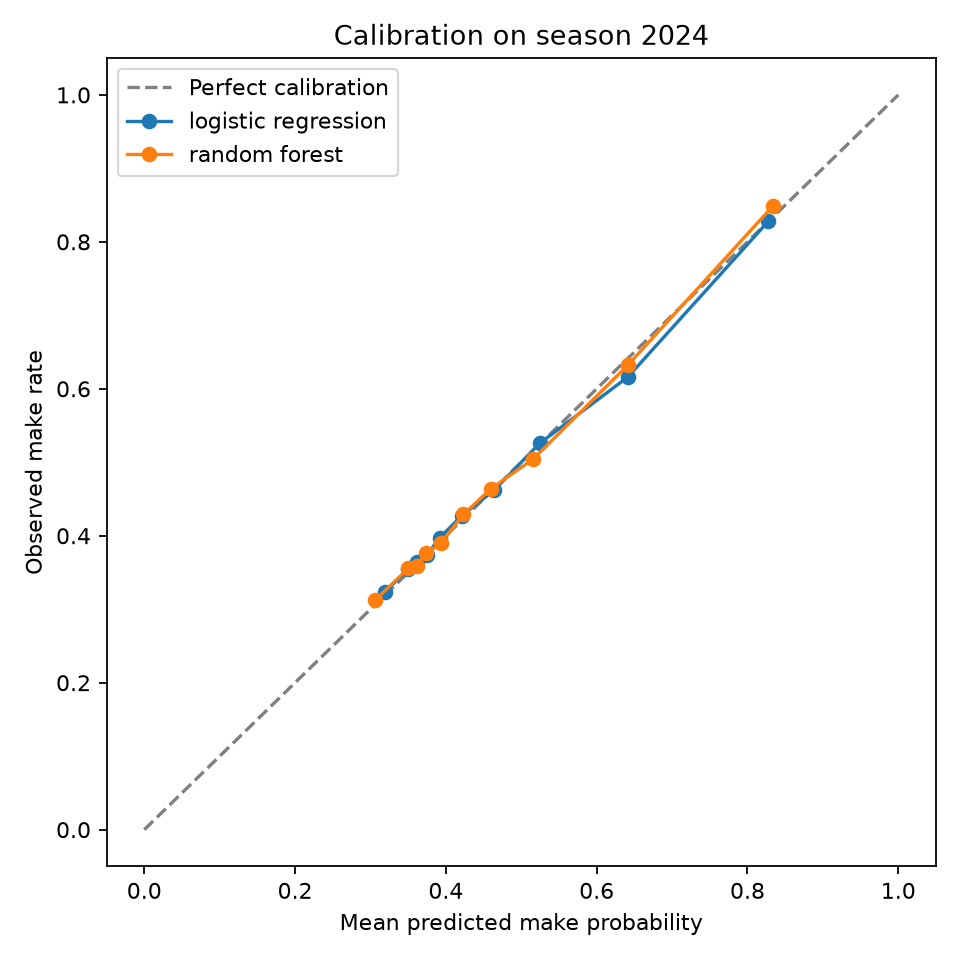 Calibration on season 2024
Perfect calibration
logistic regression
random forest
1.0
0.8
0.6
0.4
0.2
0.0
Observed make rate
0.0 0.2 0.4 0.6 0.8 1.0
Mean predicted make probability